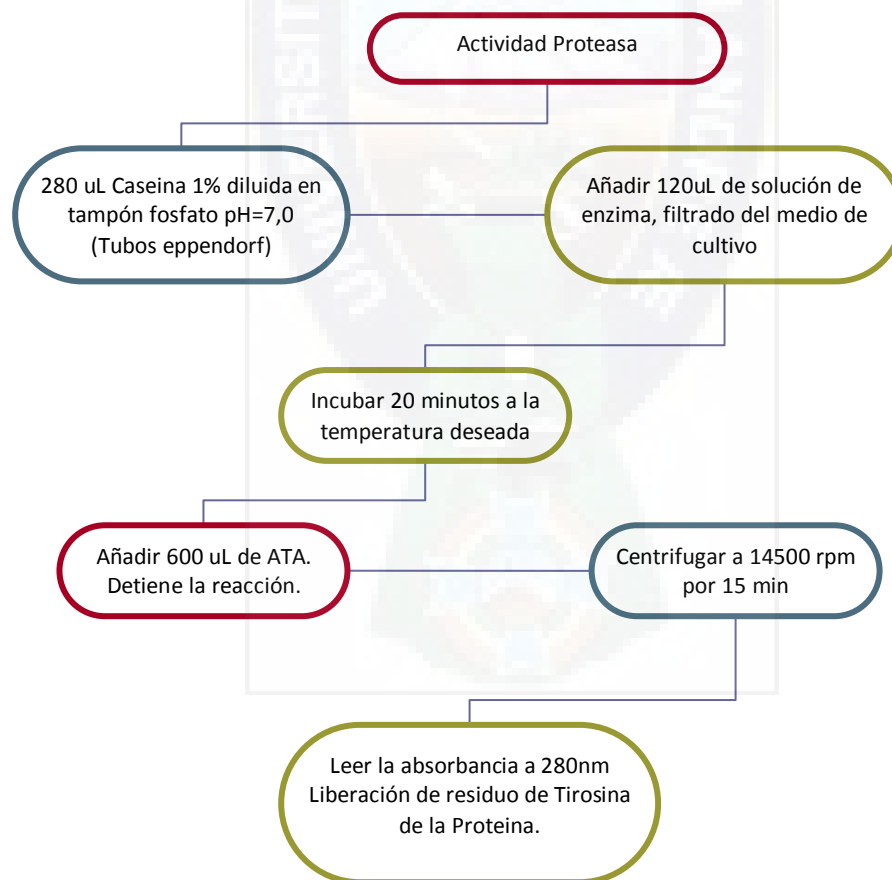 Actividad Proteasa
280 uL Caseina 1% diluida en
tampón fosfato pH=7,0
(Tubos eppendorf)
Añadir 120uL de solución de
enzima, filtrado del medio de
cultivo
Incubar 20 minutos a la
temperatura deseada
Añadir 600 uL de ATA.
Detiene la reacción.
Centrifugar a 14500 rpm
por 15 min
Leer la absorbancia a 280nm
Liberación de residuo de Tirosina
de la Proteina.